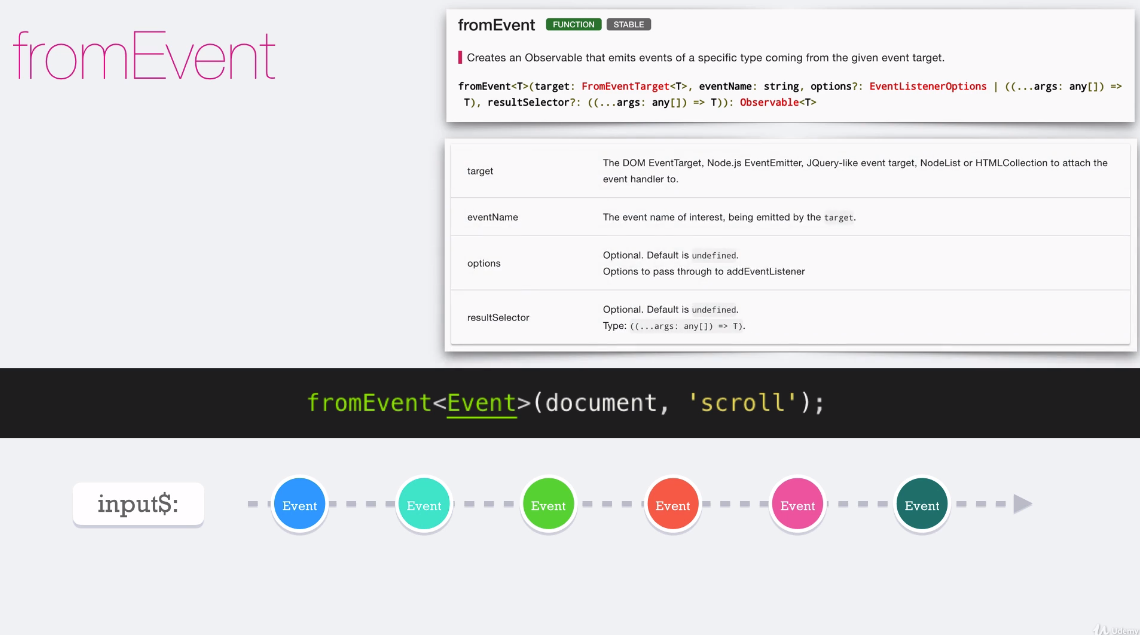 fromEvent
fromEvent FUNCTION STABLE
Creates an Observable that emits events of a specific type coming from the given event target.
fromEvent<T>(target: FromEventTarget<T>, eventName: string, options?: EventListenerOptions | ((...args: any[]) =>
T), resultSelector?: ((...args: any[]) => T)): Observable<T>
target
The DOM EventTarget, Node.js EventEmitter, JQuery-like event target, NodeList or HTMLCollection to attach the
event handler to.
eventName
The event name of interest, being emitted by the target.
options
Optional. Default is undefined.
Options to pass through to addEventListener
resultSelector
Optional. Default is undefined.
Type: ((...args: any[]) => T).
fromEvent<Event>(document, 'scroll');
input$:
Event Event Event Event Event Event
Udemy